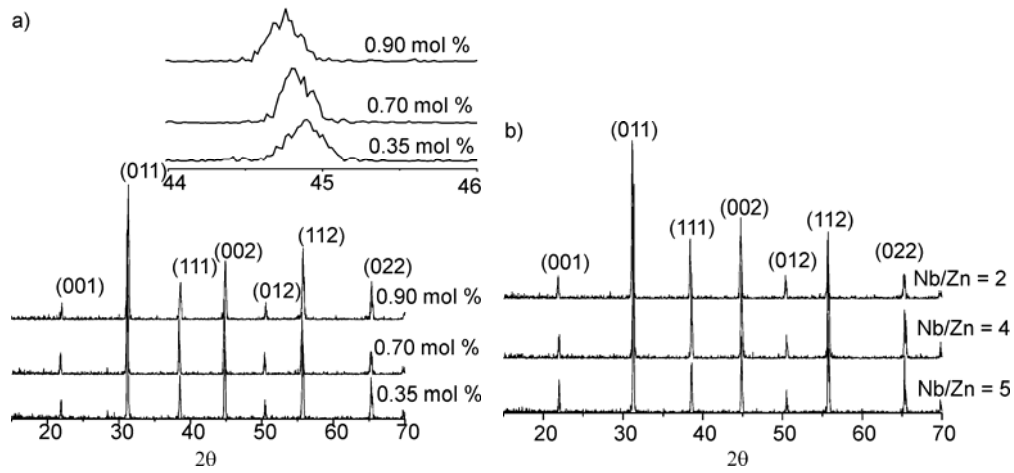 a)
0.90 mol %
0.70 mol %
0.35 mol %
44 45 46
(011)
(001) (111) (002) (012) (112) (022)
0.90 mol %
0.70 mol %
0.35 mol %
20 30 40 50 60 70
2θ
b)
(011)
(001) (111) (002) (012) (112) (022)
Nb/Zn = 2
Nb/Zn = 4
Nb/Zn = 5
20 30 40 50 60 70
2θ